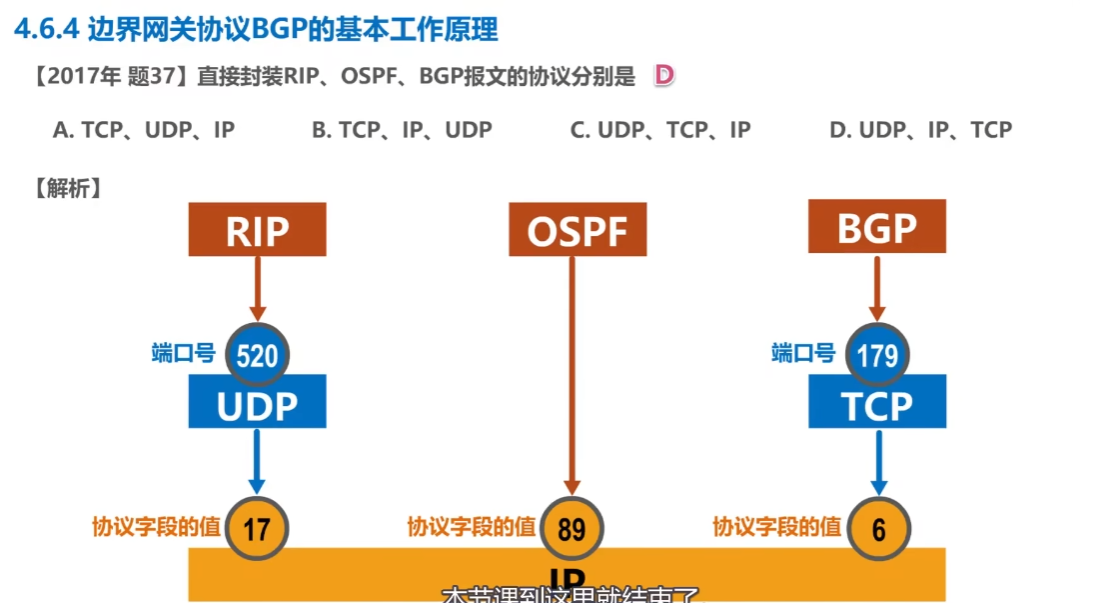 4.6.4 边界网关协议BGP的基本工作原理
【2017年 题37】直接封装RIP、OSPF、BGP报文的协议分别是 D
A. TCP、UDP、IP B. TCP、IP、UDP C. UDP、TCP、IP D. UDP、IP、TCP
【解析】
RIP OSPF BGP
端口号 520 端口号 179
UDP TCP
协议字段的值 17 协议字段的值 89 协议字段的值 6
IP
本节课到这里就结束了